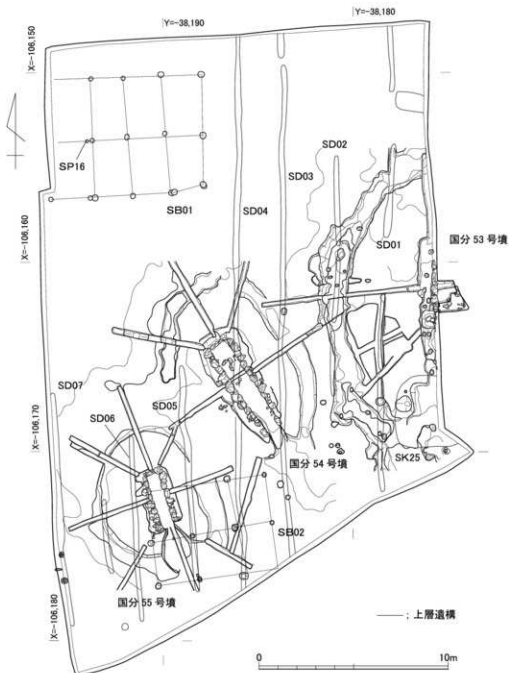 Y=-38,190
Y=-38,180
X=-106,150
SP16
SB01
SD04
SD03
SD02
SD01
X=-106,160
国分 53 号墳
SD07
SD06
SD05
X=-106,170
国分 54 号墳
SK25
SB02
国分 55 号墳
X=-106,180
——；上層遺構
0
10m